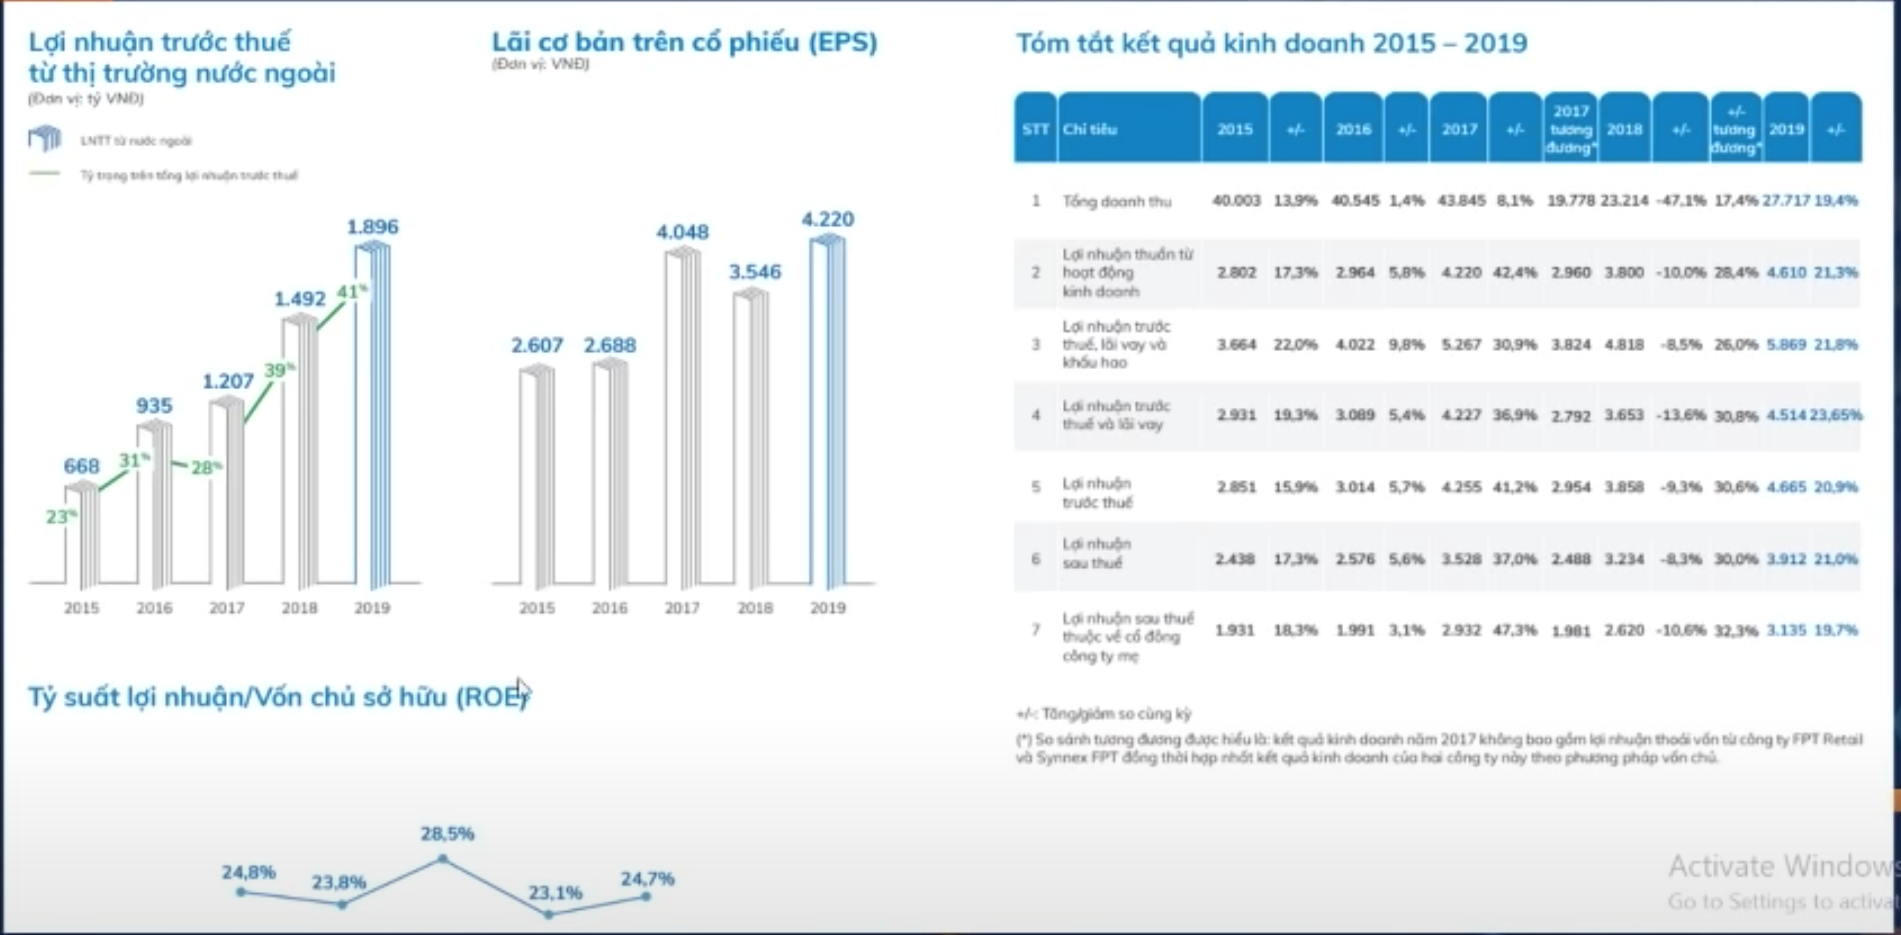 Lợi nhuận trước thuế
từ thị trường nước ngoài
(Đơn vị: tỷ VNĐ)
LNTT từ nước ngoài
Tỷ trọng trên tổng lợi nhuận trước thuế
1.896
41%
1.492
39%
1.207
935
31%
28%
668
23%
2015 2016 2017 2018 2019
Lãi cơ bản trên cổ phiếu (EPS)
(Đơn vị: VNĐ)
4.220
4.048
3.546
2.607 2.688
2015 2016 2017 2018 2019
Tỷ suất lợi nhuận/Vốn chủ sở hữu (ROE)
28,5%
24,8%
23,8%
23,1%
24,7%
Tóm tắt kết quả kinh doanh 2015 – 2019
STT Chỉ tiêu 2015 +/- 2016 +/- 2017 +/- 2017 tương đương* 2018 +/- +/- tương đương* 2019 +/-
1 Tổng doanh thu 40.003 13,9% 40.545 1,4% 43.845 8,1% 19.778 23.214 -47,1% 17,4% 27.717 19,4%
2 Lợi nhuận thuần từ hoạt động kinh doanh 2.802 17,3% 2.964 5,8% 4.220 42,4% 2.960 3.800 -10,0% 28,4% 4.610 21,3%
3 Lợi nhuận trước thuế, lãi vay và khấu hao 3.664 22,0% 4.022 9,8% 5.267 30,9% 3.824 4.818 -8,5% 26,0% 5.869 21,8%
4 Lợi nhuận trước thuế và lãi vay 2.931 19,3% 3.089 5,4% 4.227 36,9% 2.792 3.653 -13,6% 30,8% 4.514 23,65%
5 Lợi nhuận trước thuế 2.851 15,9% 3.014 5,7% 4.255 41,2% 2.954 3.858 -9,3% 30,6% 4.665 20,9%
6 Lợi nhuận sau thuế 2.438 17,3% 2.576 5,6% 3.528 37,0% 2.488 3.234 -8,3% 30,0% 3.912 21,0%
7 Lợi nhuận sau thuế thuộc về cổ đông công ty mẹ 1.931 18,3% 1.991 3,1% 2.932 47,3% 1.981 2.620 -10,6% 32,3% 3.135 19,7%
+/-: Tăng/giảm so cùng kỳ
(*) So sánh tương đương được hiểu là: kết quả kinh doanh năm 2017 không bao gồm lợi nhuận thoái vốn từ công ty FPT Retail
và Synnex FPT đồng thời hợp nhất kết quả kinh doanh của hai công ty này theo phương pháp vốn chủ.
Activate Windows
Go to Settings to activat